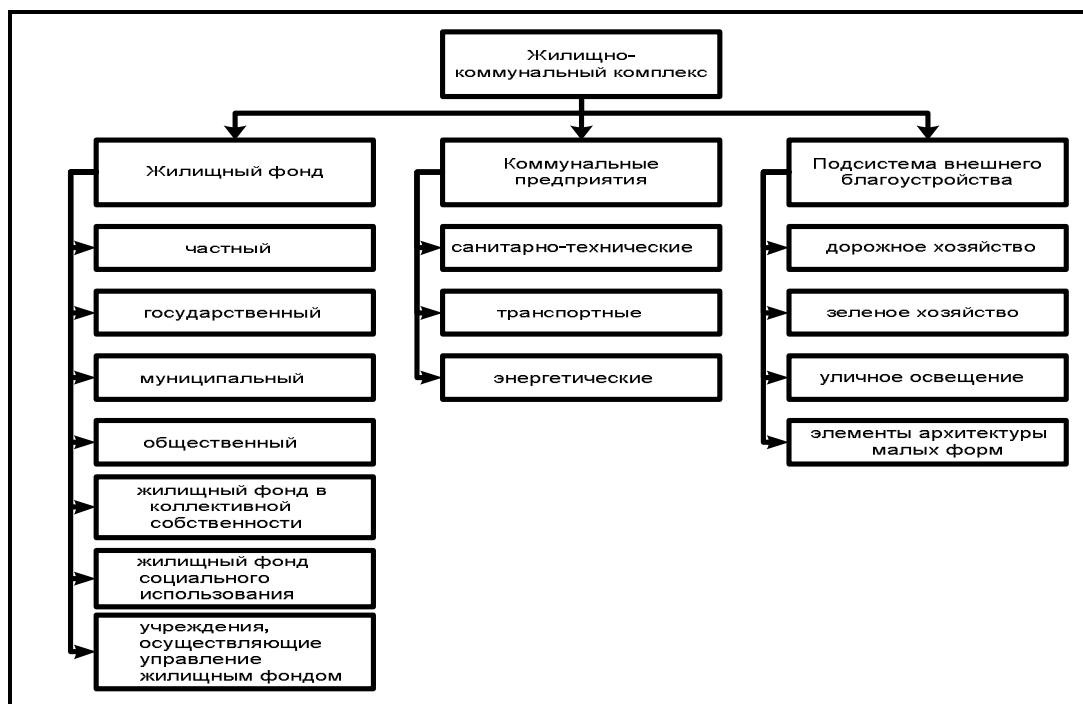 Жилищно-
коммунальный комплекс
Жилищный фонд
частный
государственный
муниципальный
общественный
жилищный фонд в
коллективной
собственности
жилищный фонд
социального
использования
учреждения,
осуществляющие
управление
жилищным фондом
Коммунальные
предприятия
санитарно-технические
транспортные
энергетические
Подсистема внешнего
благоустройства
дорожное хозяйство
зеленое хозяйство
уличное освещение
элементы архитектуры
малых форм